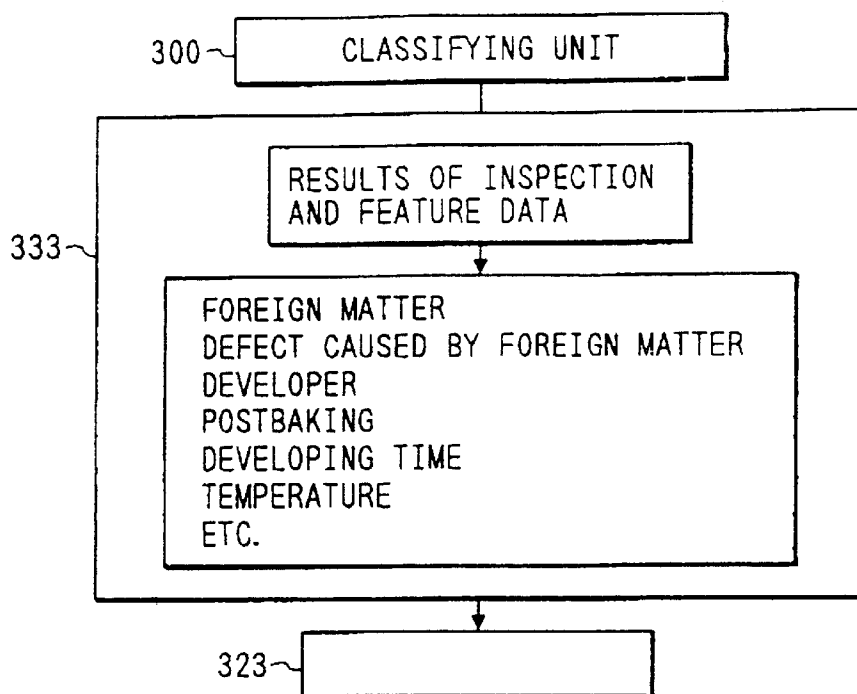 300
CLASSIFYING UNIT
RESULTS OF INSPECTION
AND FEATURE DATA
333
FOREIGN MATTER
DEFECT CAUSED BY FOREIGN MATTER
DEVELOPER
POSTBAKING
DEVELOPING TIME
TEMPERATURE
ETC.
323